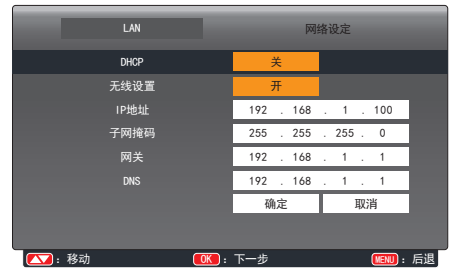 LAN 网络设定
DHCP 关
无线设置 开
IP地址 192 . 168 . 1 . 100
子网掩码 255 . 255 . 255 . 0
网关 192 . 168 . 1 . 1
DNS 192 . 168 . 1 . 1
确定 取消
:移动 OK :下一步 MENU :后退